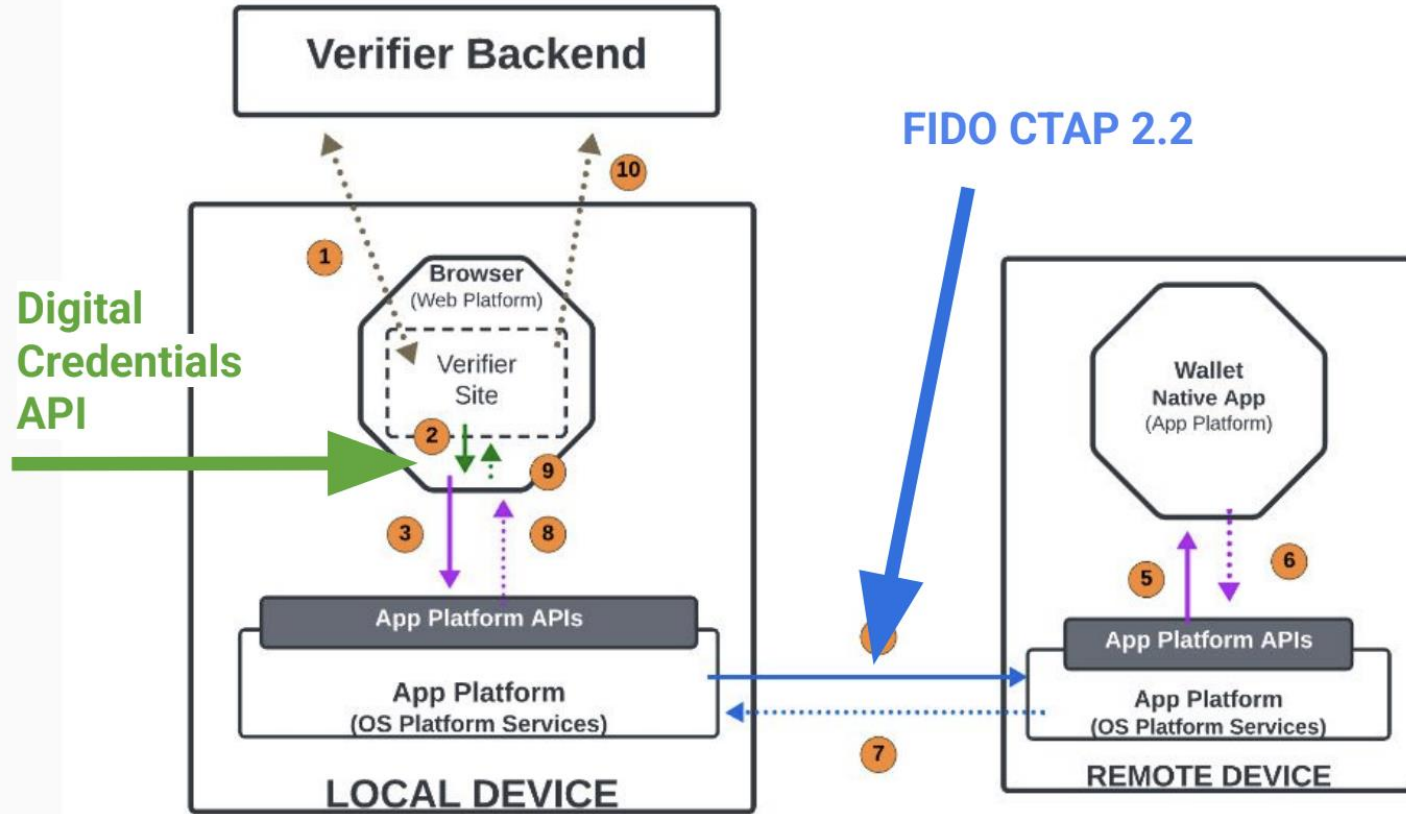 Verifier Backend
FIDO CTAP 2.2
10
1
Browser
(Web Platform)
Digital
Credentials
API
Verifier
Site
Wallet
Native App
(App Platform)
2
9
3
8
5
6
App Platform APIs
App Platform APIs
App Platform
(OS Platform Services)
App Platform
(OS Platform Services)
7
LOCAL DEVICE
REMOTE DEVICE